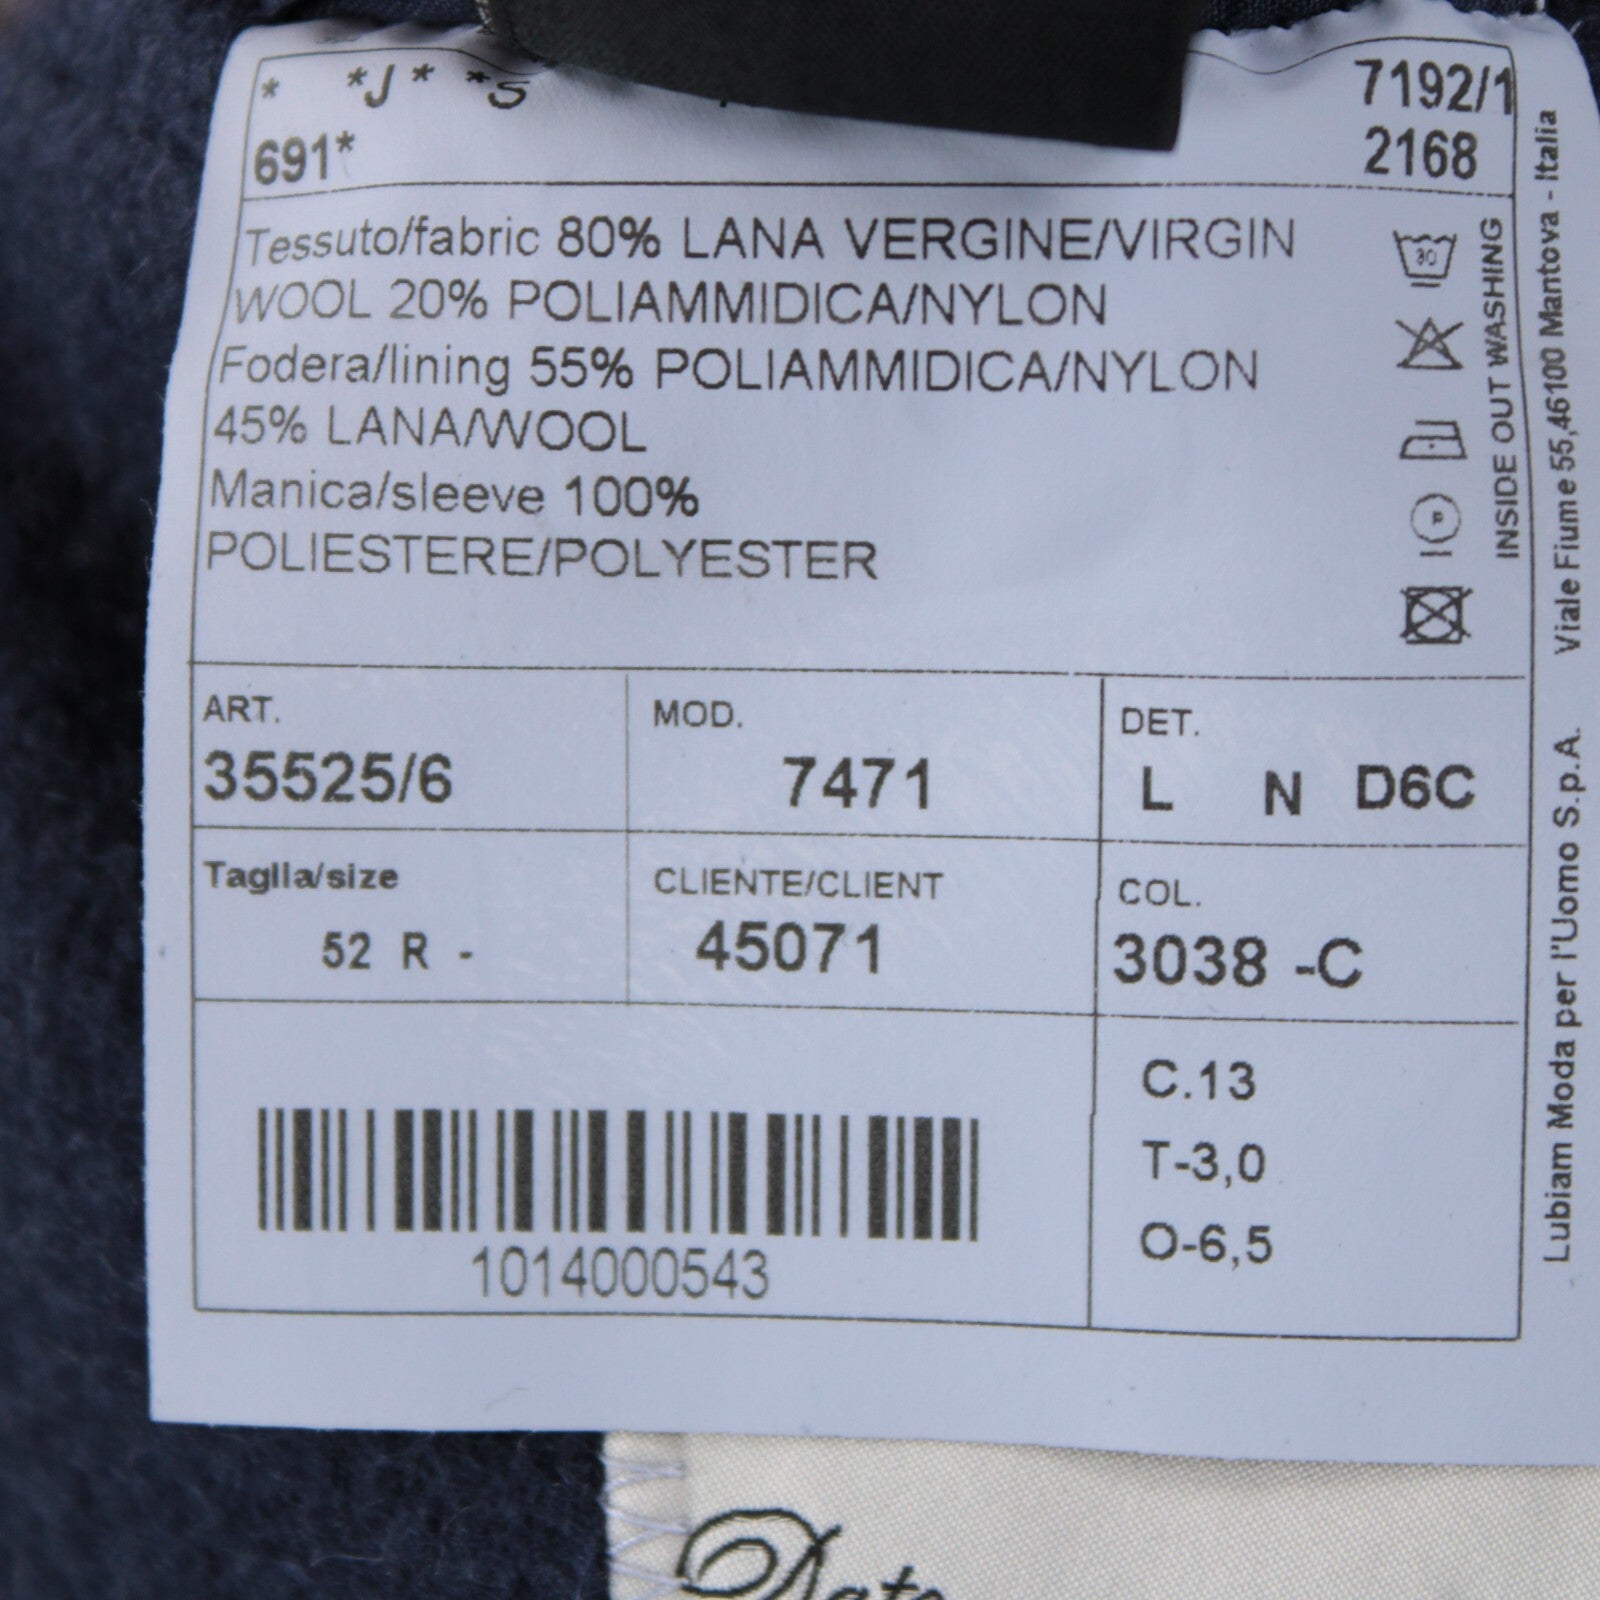 * *J* *S 7192/1
691* 2168
Tessuto/fabric 80% LANA VERGINE/VIRGIN
WOOL 20% POLIAMMIDICA/NYLON
Fodera/lining 55% POLIAMMIDICA/NYLON
45% LANA/WOOL
Manica/sleeve 100%
POLIESTERE/POLYESTER
30
P
INSIDE OUT WASHING
ART.
35525/6
MOD.
7471
DET.
L N D6C
Taglia/size
52 R -
CLIENTE/CLIENT
45071
COL.
3038 -C
1014000543
C.13
T-3,0
O-6,5
Lubiam Moda per l'Uomo S.p.A. Viale Fiume 55,46100 Mantova - Italia
Date